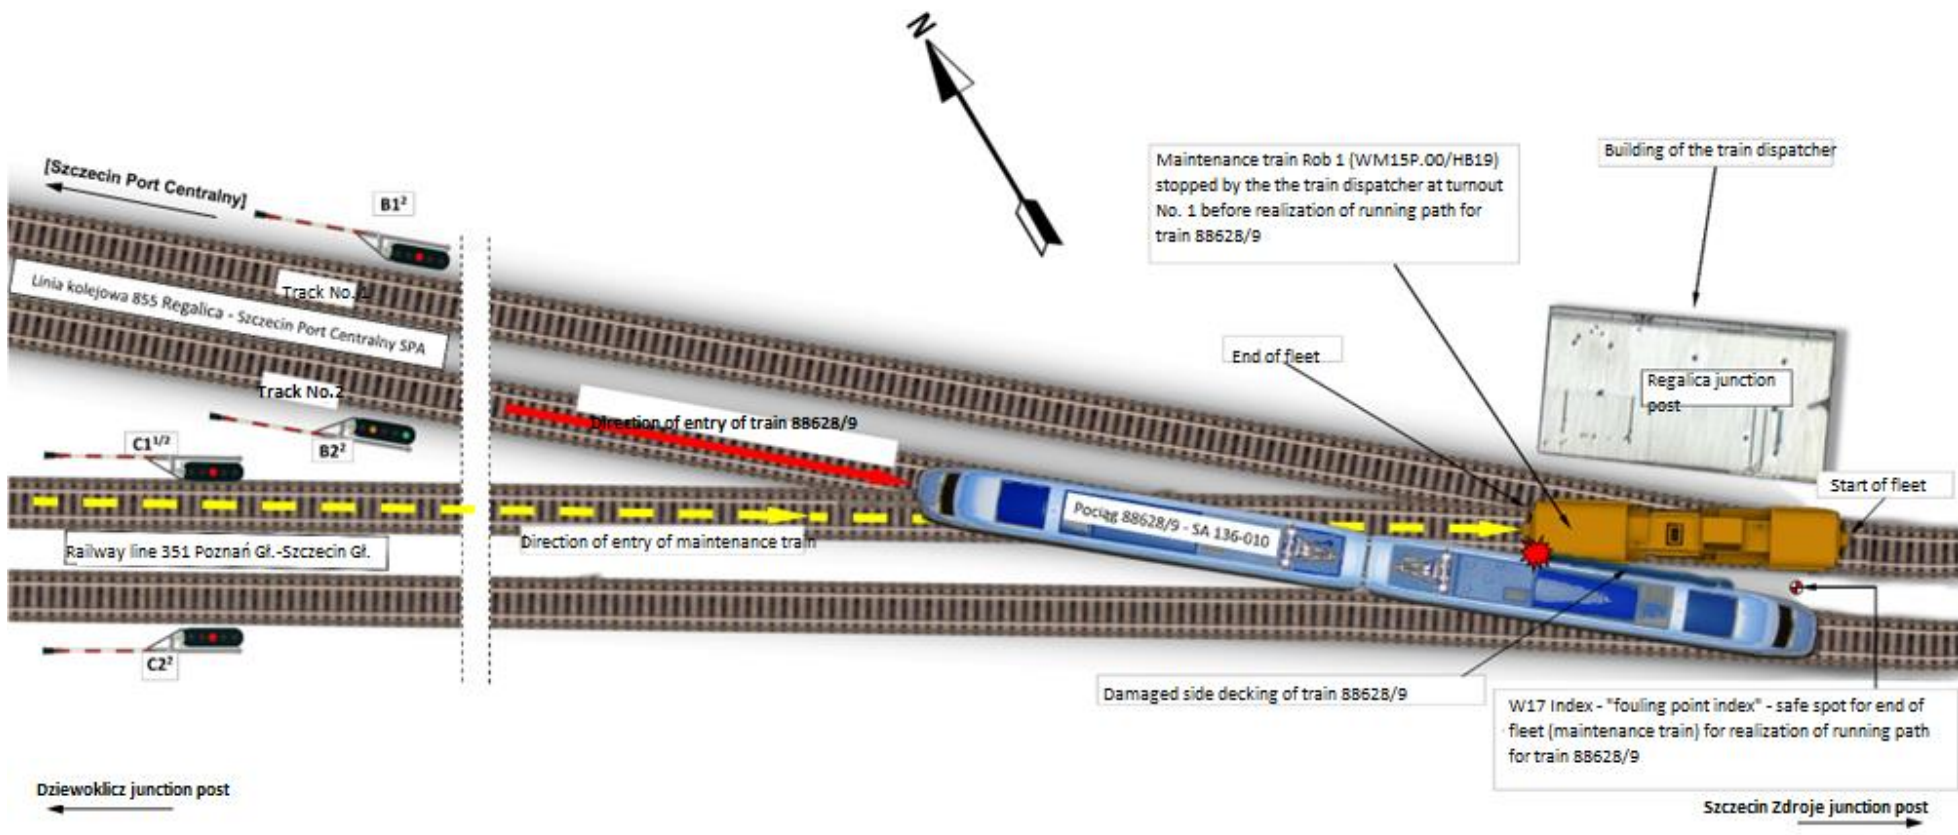 N
[Szczecin Port Centralny]
B1²
Maintenance train Rob 1 (WM15P.00/HB19)
stopped by the the train dispatcher at turnout
No. 1 before realization of running path for
train 88628/9
Building of the train dispatcher
Track No. 1
Linia kolejowa 855 Regalica - Szczecin Port Centralny SPA
Track No.2
End of fleet
Regalica junction
post
Direction of entry of train 88628/9
B2²
C1¹/²
Start of fleet
Pociąg 88628/9 - SA 136-010
Direction of entry of maintenance train
Railway line 351 Poznań Gł.-Szczecin Gł.
C2²
Damaged side decking of train 88628/9
W17 Index - "fouling point index" - safe spot for end of
fleet (maintenance train) for realization of running path
for train 88628/9
Dziewoklicz junction post
Szczecin Zdroje junction post